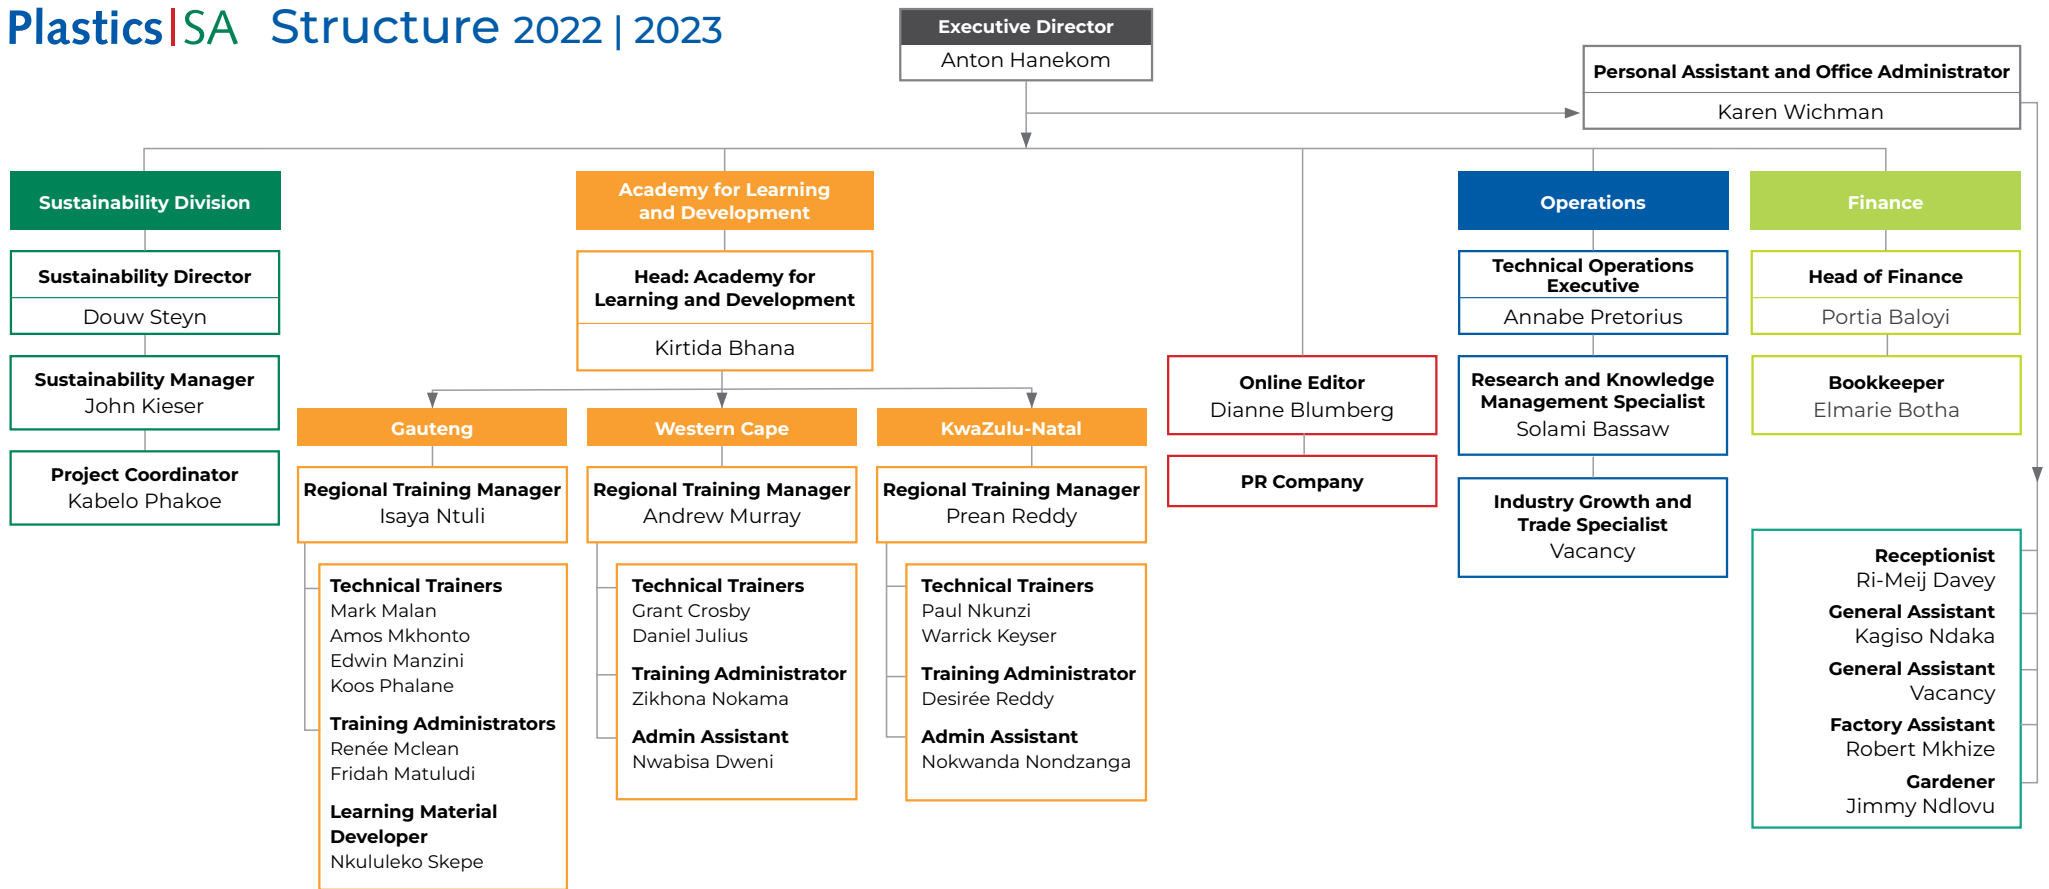 Plastics|SA Structure 2022 | 2023
Executive Director
Anton Hanekom
Personal Assistant and Office Administrator
Karen Wichman
Sustainability Division
Sustainability Director
Douw Steyn
Sustainability Manager
John Kieser
Project Coordinator
Kabelo Phakoe
Academy for Learning
and Development
Head: Academy for
Learning and Development
Kirtida Bhana
Gauteng
Regional Training Manager
Isaya Ntuli
Technical Trainers
Mark Malan
Amos Mkhonto
Edwin Manzini
Koos Phalane
Training Administrators
Renée Mclean
Fridah Matuludi
Learning Material
Developer
Nkululeko Skepe
Western Cape
Regional Training Manager
Andrew Murray
Technical Trainers
Grant Crosby
Daniel Julius
Training Administrator
Zikhona Nokama
Admin Assistant
Nwabisa Dweni
KwaZulu-Natal
Regional Training Manager
Prean Reddy
Technical Trainers
Paul Nkunzi
Warrick Keyser
Training Administrator
Desirée Reddy
Admin Assistant
Nokwanda Nondzanga
Online Editor
Dianne Blumberg
PR Company
Operations
Technical Operations
Executive
Annabe Pretorius
Research and Knowledge
Management Specialist
Solami Bassaw
Industry Growth and
Trade Specialist
Vacancy
Finance
Head of Finance
Portia Baloyi
Bookkeeper
Elmarie Botha
Receptionist
Ri-Meij Davey
General Assistant
Kagiso Ndaka
General Assistant
Vacancy
Factory Assistant
Robert Mkhize
Gardener
Jimmy Ndlovu